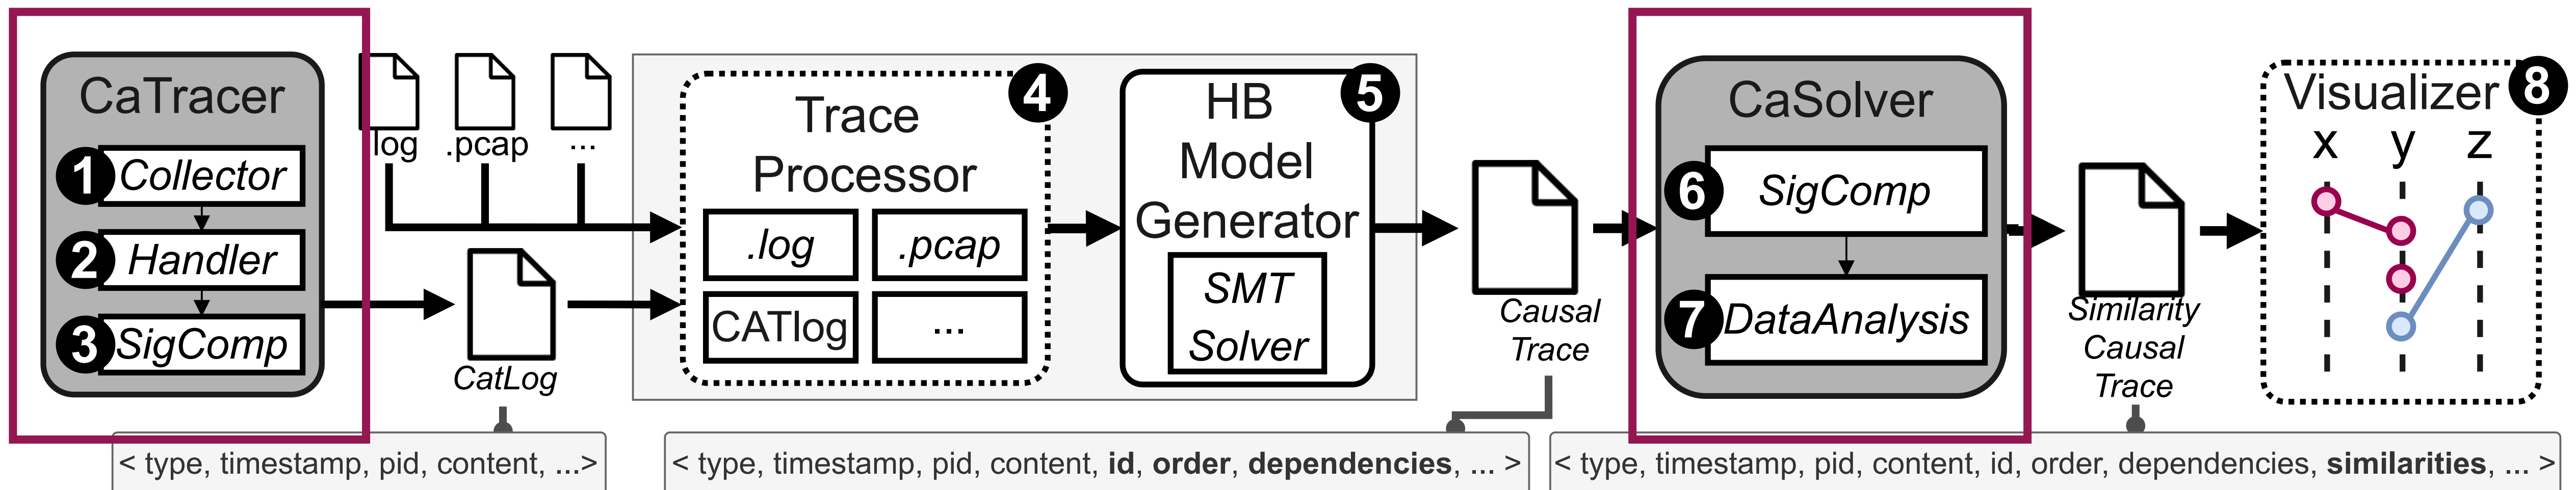 CaTracer
1 Collector
2 Handler
3 SigComp
log
.pcap
...
CatLog
< type, timestamp, pid, content, ...>
4
Trace
Processor
.log
.pcap
CATlog
...
5
HB
Model
Generator
SMT
Solver
Causal
Trace
< type, timestamp, pid, content, id, order, dependencies, ... >
CaSolver
6 SigComp
7 DataAnalysis
Similarity
Causal
Trace
< type, timestamp, pid, content, id, order, dependencies, similarities, ... >
Visualizer 8
x y z